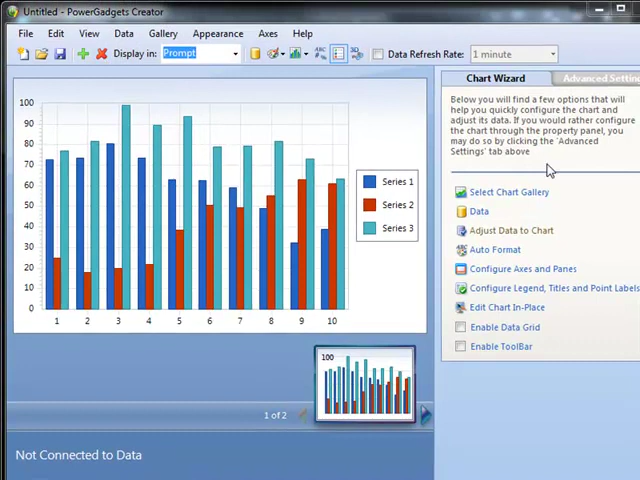 Untitled - PowerGadgets Creator
File Edit View Data Gallery Appearance Axes Help
Display in: Prompt ABC Data Refresh Rate: 1 minute
Chart Wizard Advanced Setting
Below you will find a few options that will
help you quickly configure the chart and
adjust its data. If you would rather configure
the chart through the property panel, you
may do so by clicking the 'Advanced
Settings' tab above
Select Chart Gallery
Data
Adjust Data to Chart
Auto Format
Configure Axes and Panes
Configure Legend, Titles and Point Labels
Edit Chart In-Place
Enable Data Grid
Enable ToolBar
100
90
80
70
60
50
40
30
20
10
0
1 2 3 4 5 6 7 8 9 10
Series 1
Series 2
Series 3
100
1 of 2
Not Connected to Data